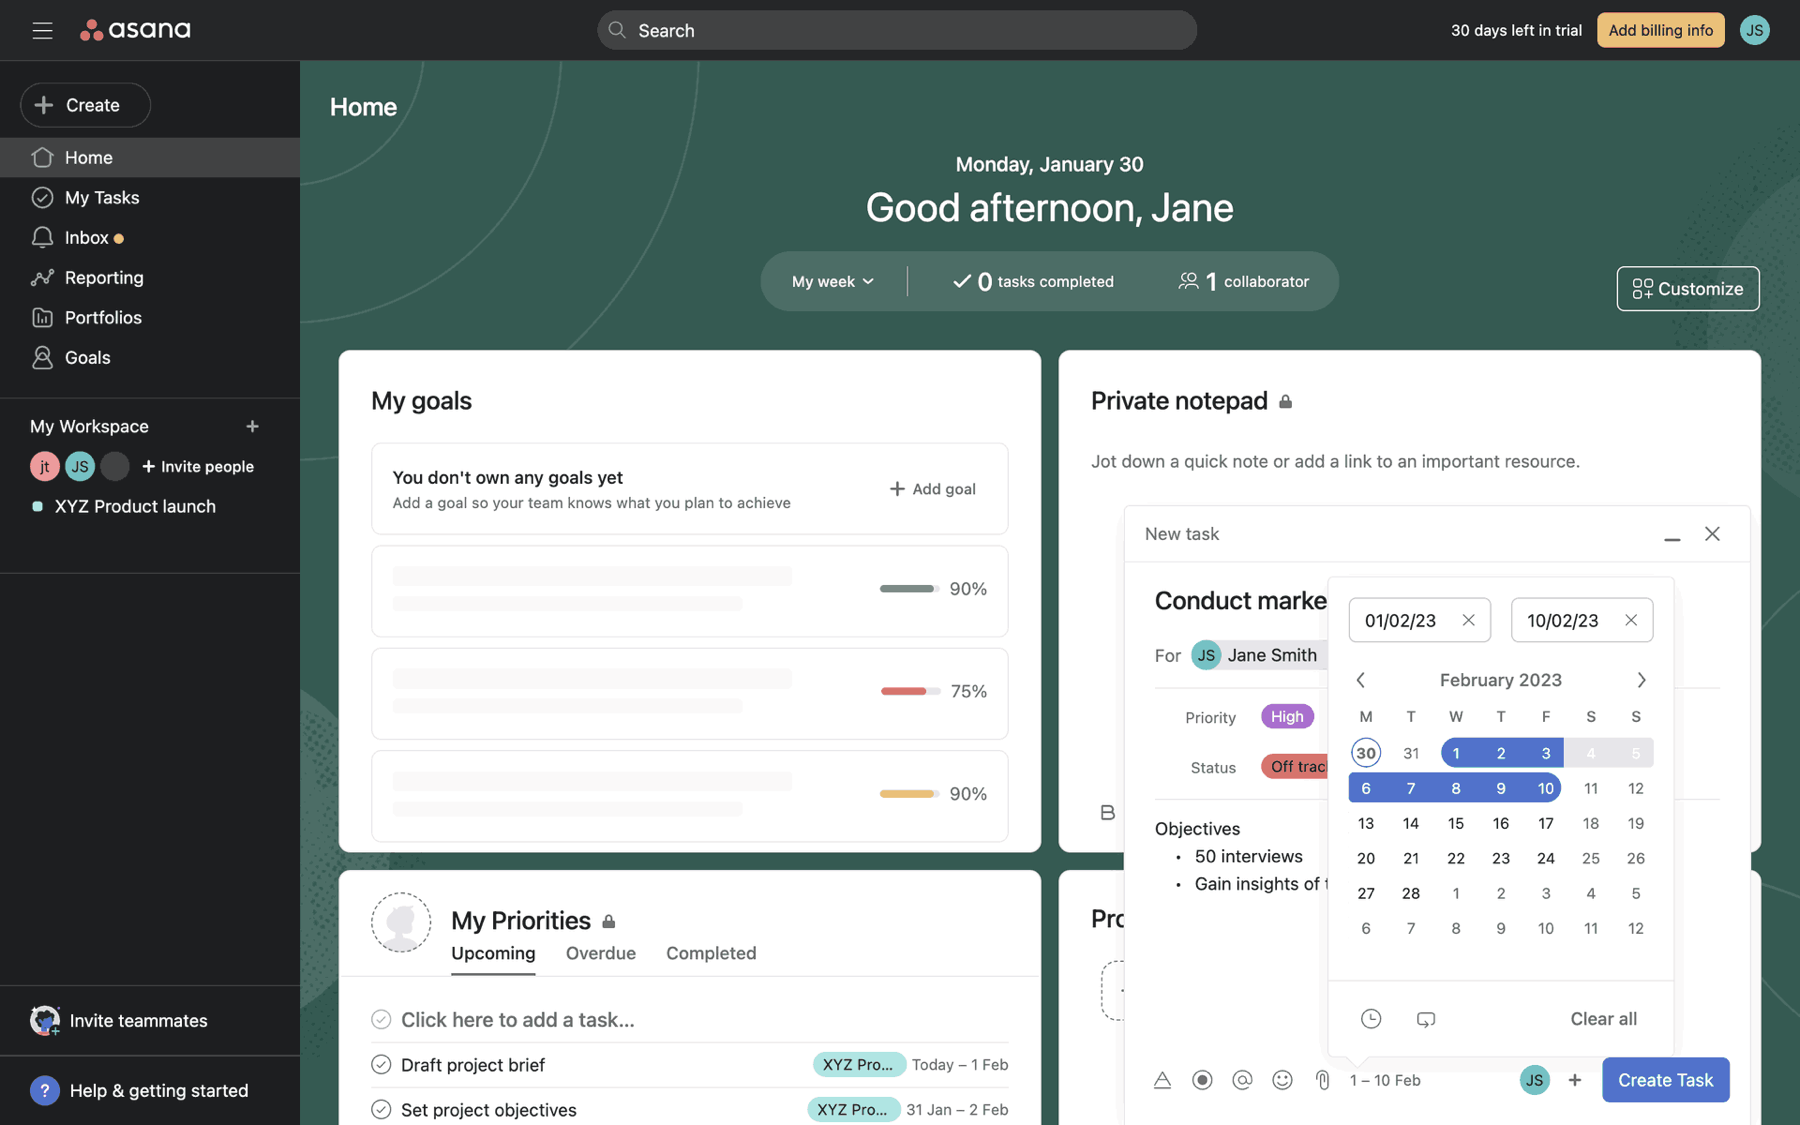 asana
Search
30 days left in trial
Add billing info
JS
Create
Home
My Tasks
Inbox
Reporting
Portfolios
Goals
My Workspace
jt JS Invite people
XYZ Product launch
Invite teammates
? Help & getting started
Home
Monday, January 30
Good afternoon, Jane
My week
0 tasks completed
1 collaborator
Customize
My goals
You don't own any goals yet
Add a goal so your team knows what you plan to achieve
Add goal
90%
75%
90%
My Priorities
Upcoming Overdue Completed
Click here to add a task...
Draft project brief XYZ Pro... Today – 1 Feb
Set project objectives XYZ Pro... 31 Jan – 2 Feb
Private notepad
Jot down a quick note or add a link to an important resource.
B
New task
Conduct marke
For JS Jane Smith
Priority High
Status Off trac
Objectives
• 50 interviews
• Gain insights of
01/02/23 10/02/23
February 2023
M T W T F S S
30 31 1 2 3 4 5
6 7 8 9 10 11 12
13 14 15 16 17 18 19
20 21 22 23 24 25 26
27 28 1 2 3 4 5
6 7 8 9 10 11 12
Clear all
1 – 10 Feb
JS
Create Task